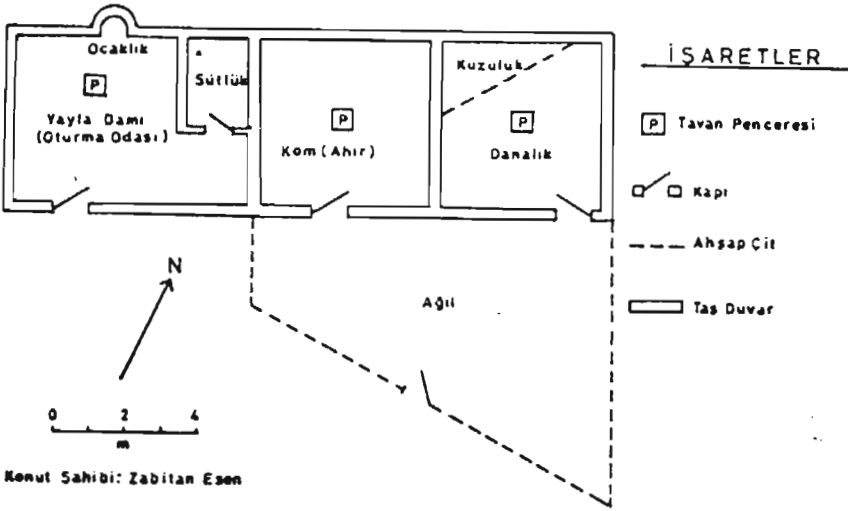 Ocaklık
P
Sütlük
Yayla Damı
(Oturma Odası)
P
Kom (Ahır)
Kuzuluk
P
Danalık
Ağıl
N
0 2 4
m
Konut Sahibi: Zabitan Esen
İŞARETLER
P Tavan Penceresi
Kapı
Ahşap Çit
Taş Duvar